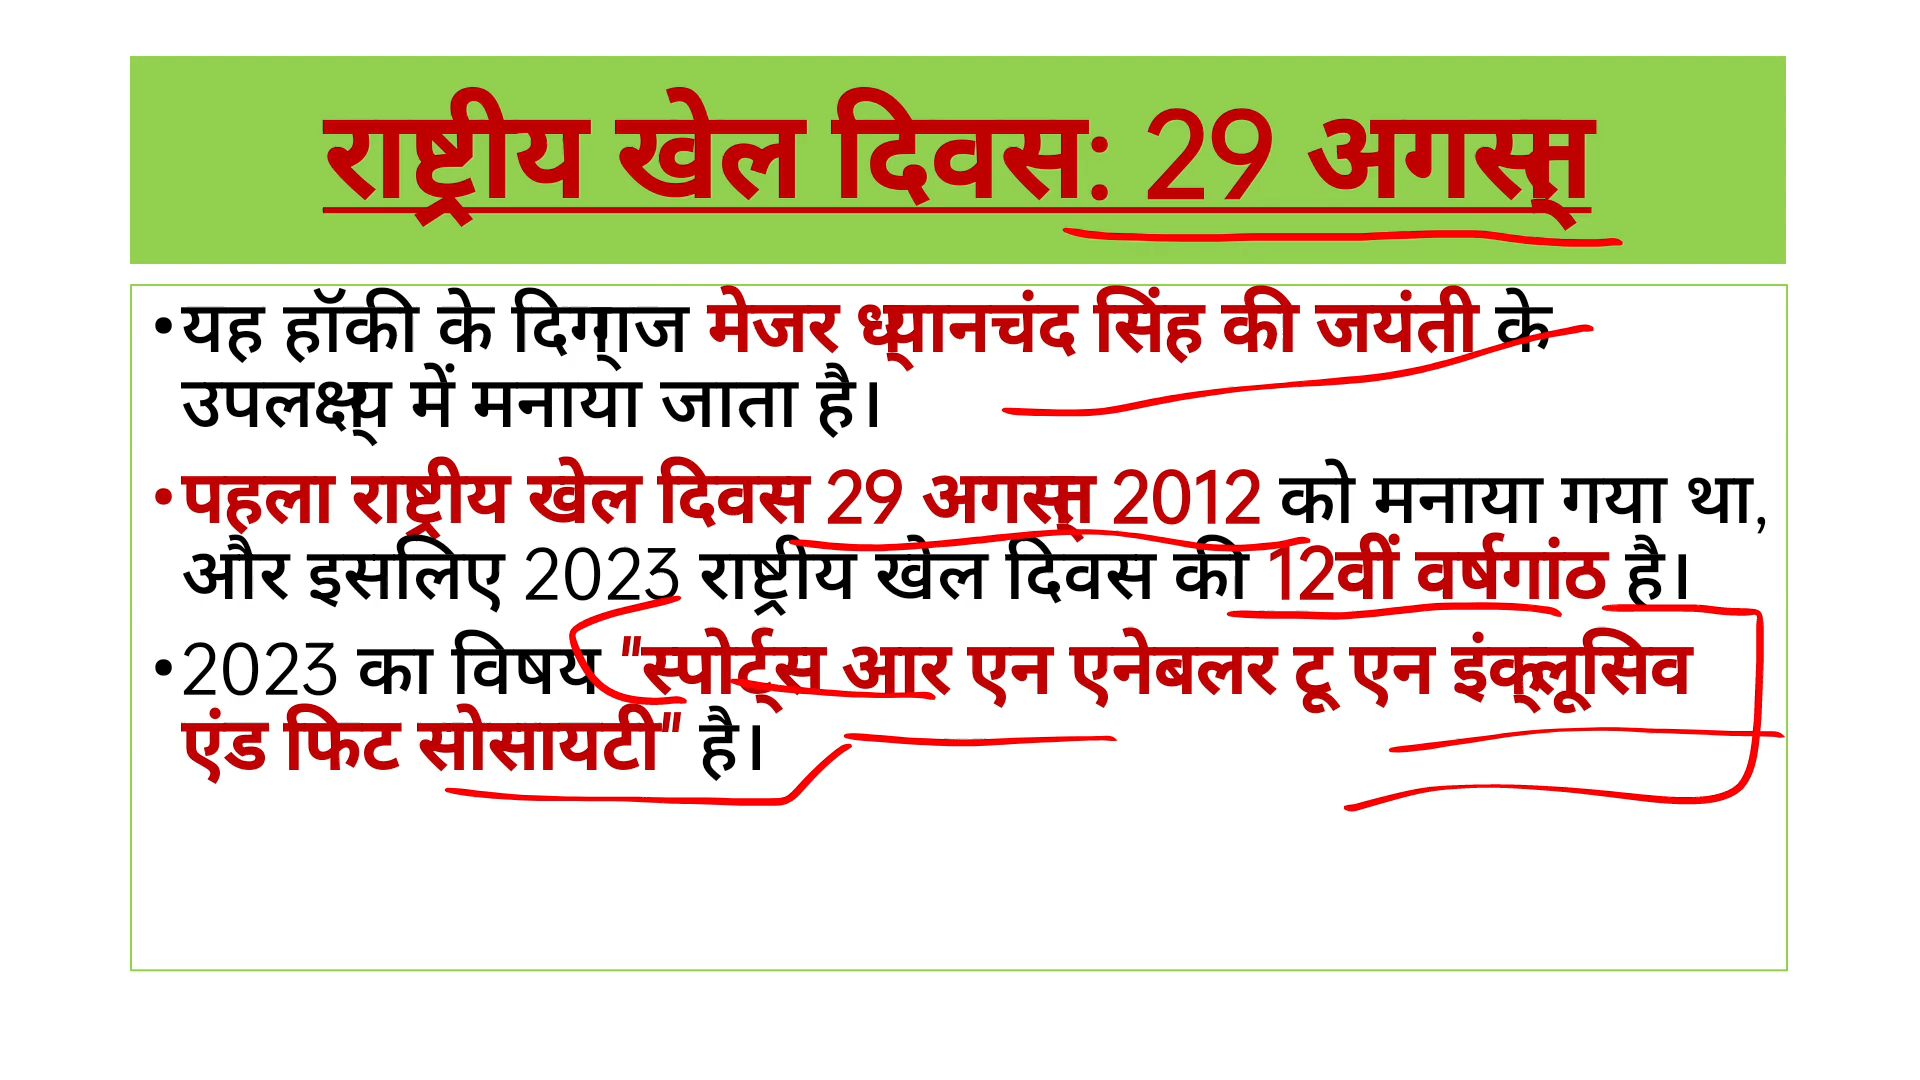 राष्ट्रीय खेल दिवस: 29 अगस्त
•यह हॉकी के दिग्गज मेजर ध्यानचंद सिंह की जयंती के
उपलक्ष्य में मनाया जाता है।
•पहला राष्ट्रीय खेल दिवस 29 अगस्त 2012 को मनाया गया था,
और इसलिए 2023 राष्ट्रीय खेल दिवस की 12वीं वर्षगांठ है।
•2023 का विषय "स्पोर्ट्स आर एन एनेबलर टू एन इंक्लूसिव
एंड फिट सोसायटी" है।